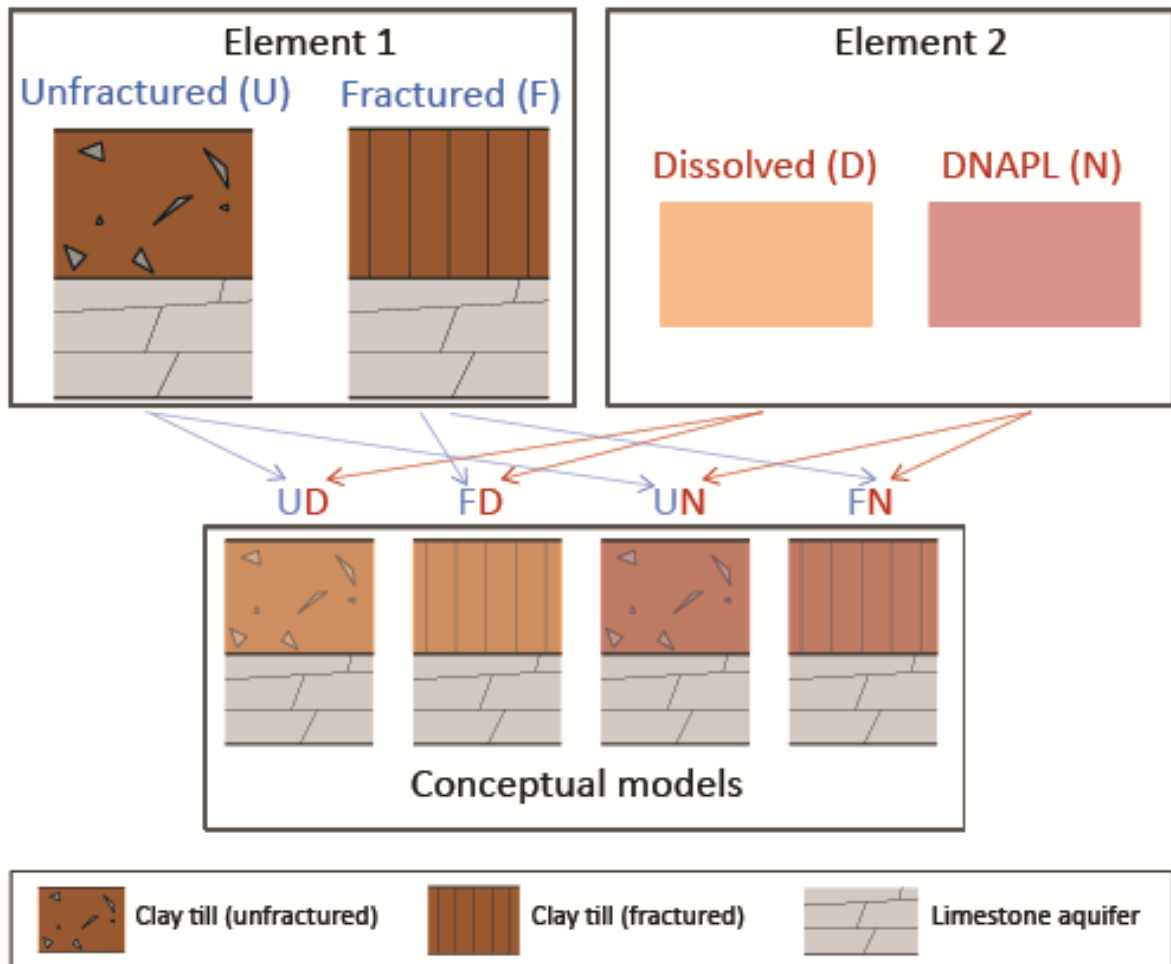 Element 1
Unfractured (U)
Fractured (F)
Element 2
Dissolved (D)
DNAPL (N)
UD
FD
UN
FN
Conceptual models
Clay till (unfractured)
Clay till (fractured)
Limestone aquifer